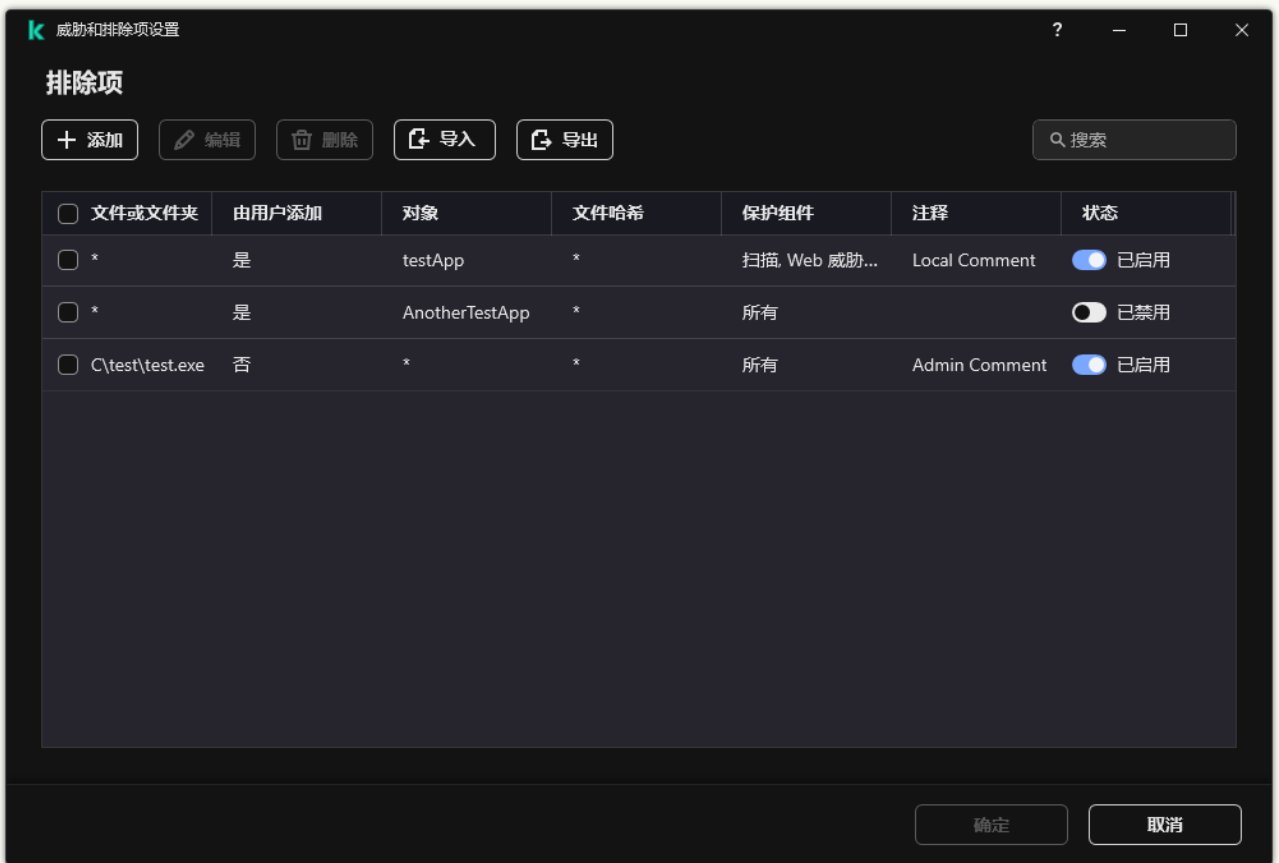 威胁和排除项设置
排除项
添加 编辑 删除 导入 导出 搜索
文件或文件夹 由用户添加 对象 文件哈希 保护组件 注释 状态
* 是 testApp * 扫描, Web 威胁... Local Comment 已启用
* 是 AnotherTestApp * 所有 已禁用
C\test\test.exe 否 * * 所有 Admin Comment 已启用
确定 取消